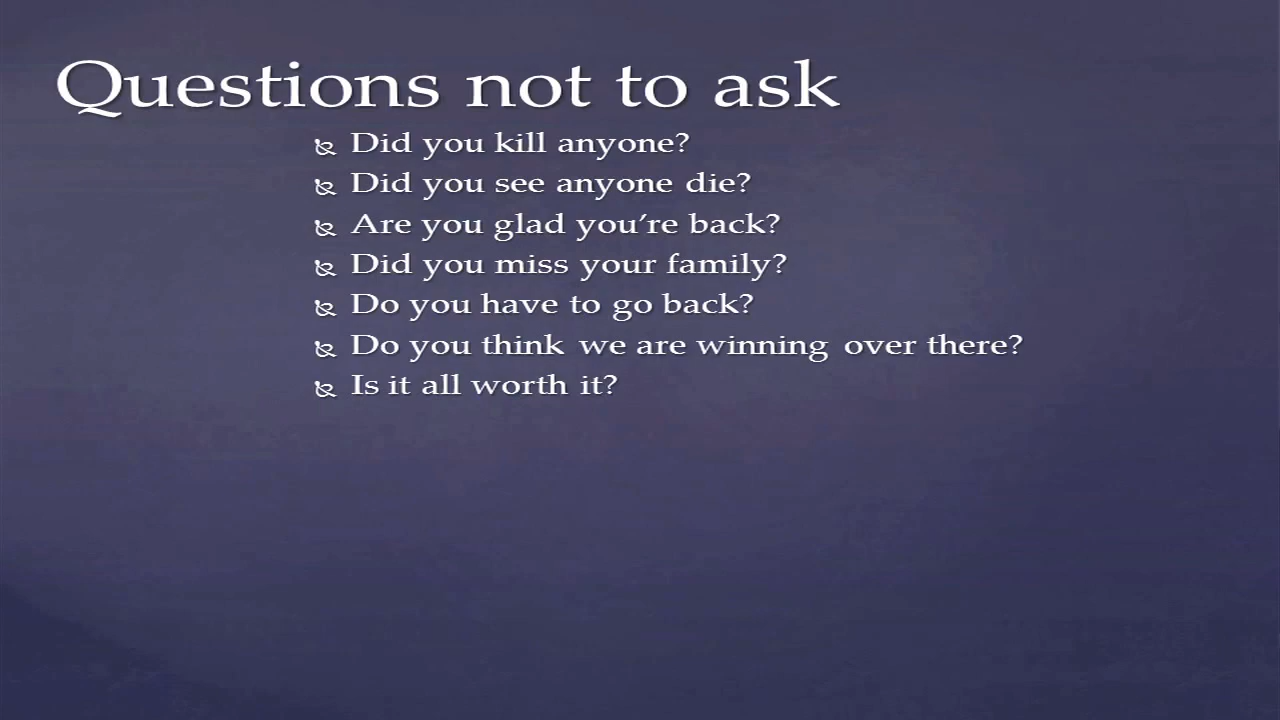 Questions not to ask
Did you kill anyone?
Did you see anyone die?
Are you glad you’re back?
Did you miss your family?
Do you have to go back?
Do you think we are winning over there?
Is it all worth it?